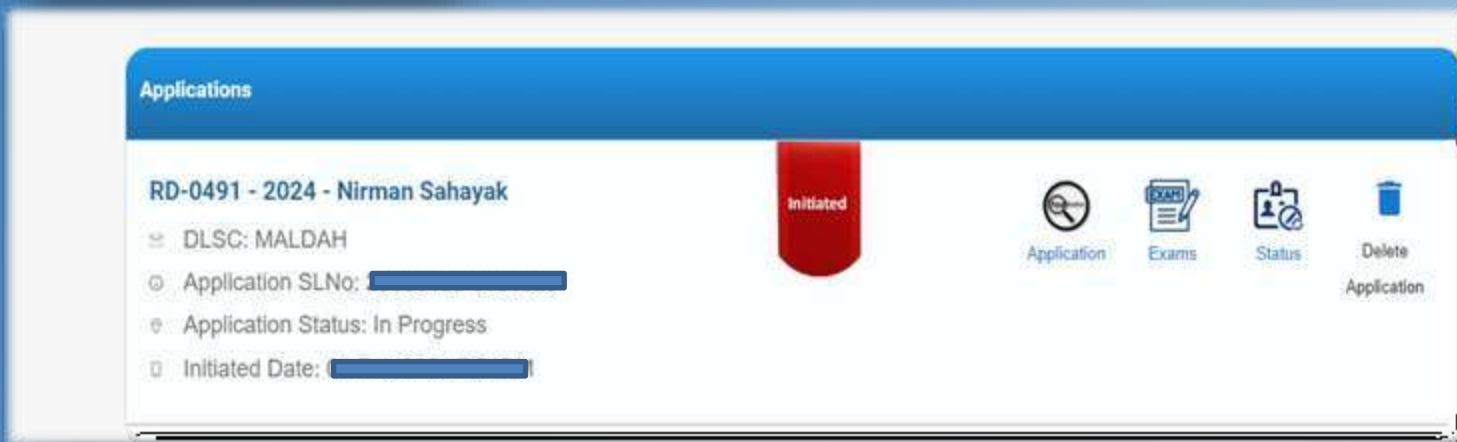 Applications
RD-0491 - 2024 - Nirman Sahayak
DLSC: MALDAH
Application SLNo:
Application Status: In Progress
Initiated Date:
Initiated
Application
Exams
Status
Delete
Application